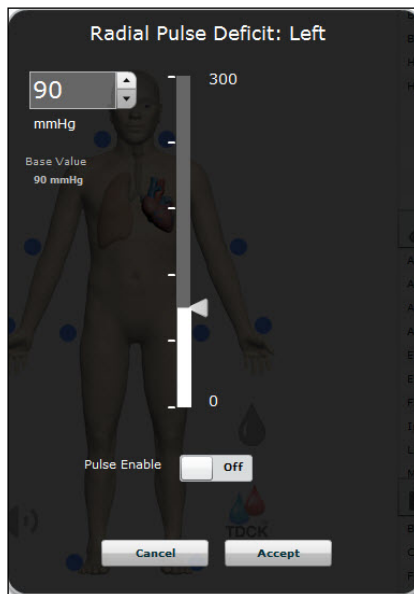 Radial Pulse Deficit: Left
90
300
mmHg
Base Value
90 mmHg
0
Pulse Enable
Off
TDCK
Cancel
Accept